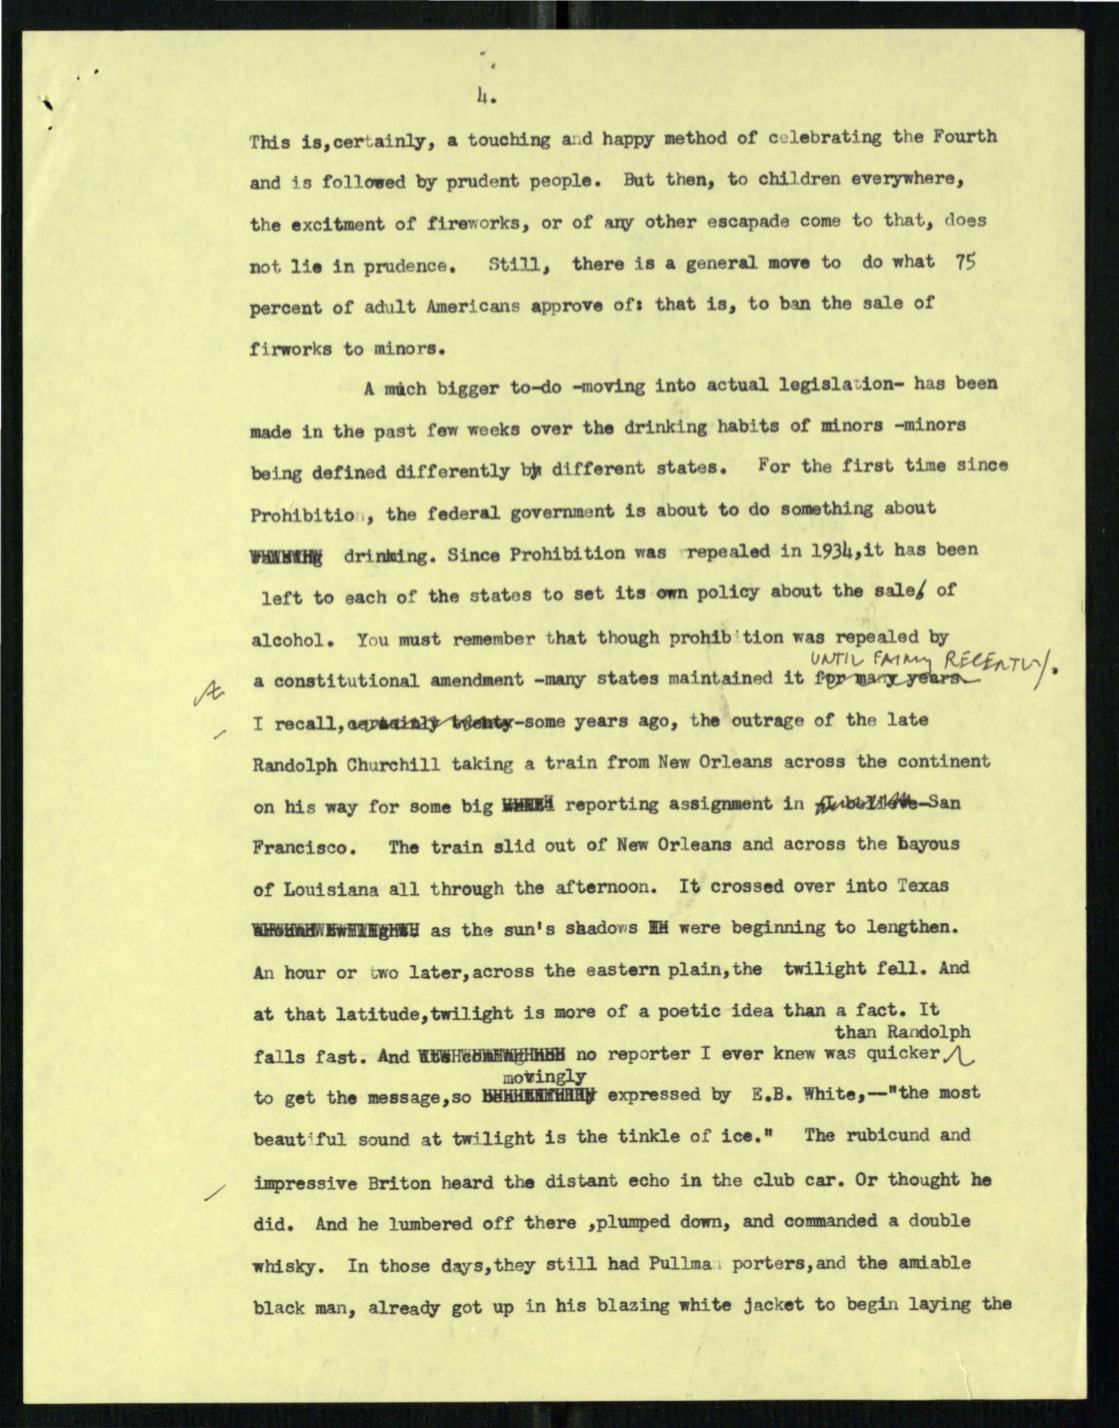 4.
This is,certainly, a touching and happy method of celebrating the Fourth
and is followed by prudent people. But then, to children everywhere,
the excitment of fireworks, or of any other escapade come to that, does
not lie in prudence. Still, there is a general move to do what 75
percent of adult Americans approve of: that is, to ban the sale of
firworks to minors.
A much bigger to-do -moving into actual legislation- has been
made in the past few weeks over the drinking habits of minors -minors
being defined differently by different states. For the first time since
Prohibition, the federal government is about to do something about
drinking. Since Prohibition was repealed in 1934,it has been
left to each of the states to set its own policy about the sale of
alcohol. You must remember that though prohibition was repealed by
UNTIL FAIRLY RECENTLY.
a constitutional amendment -many states maintained it for many years
I recall,certainly twenty-some years ago, the outrage of the late
Randolph Churchill taking a train from New Orleans across the continent
on his way for some big reporting assignment in -I believe-San
Francisco. The train slid out of New Orleans and across the bayous
of Louisiana all through the afternoon. It crossed over into Texas
as the sun's shadows were beginning to lengthen.
An hour or two later,across the eastern plain,the twilight fell. And
at that latitude,twilight is more of a poetic idea than a fact. It
than Randolph
falls fast. And no reporter I ever knew was quicker
movingly
to get the message,so expressed by E.B. White,--"the most
beautiful sound at twilight is the tinkle of ice." The rubicund and
impressive Briton heard the distant echo in the club car. Or thought he
did. And he lumbered off there ,plumped down, and commanded a double
whisky. In those days,they still had Pullman porters,and the amiable
black man, already got up in his blazing white jacket to begin laying the